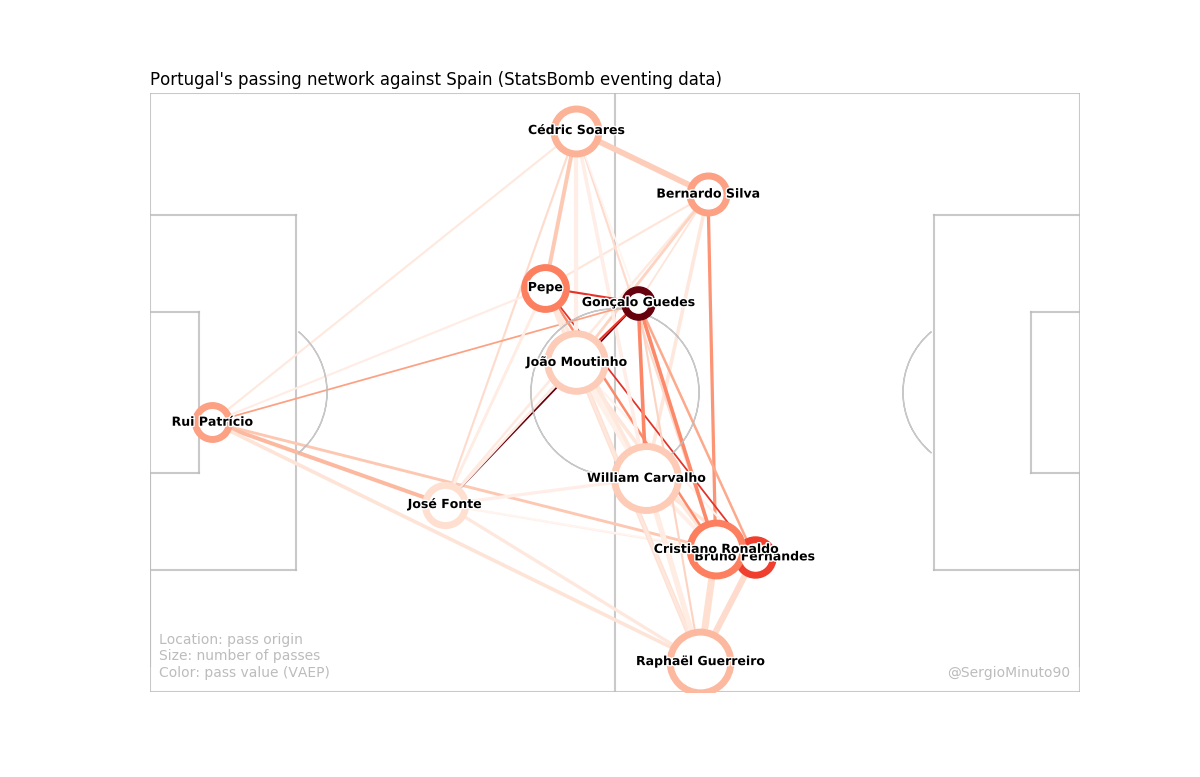 Portugal's passing network against Spain (StatsBomb eventing data)
Cédric Soares
Bernardo Silva
Pepe
Gonçalo Guedes
João Moutinho
Rui Patrício
William Carvalho
José Fonte
Cristiano Ronaldo
Bruno Fernandes
Raphaël Guerreiro
Location: pass origin
Size: number of passes
Color: pass value (VAEP)
@SergioMinuto90